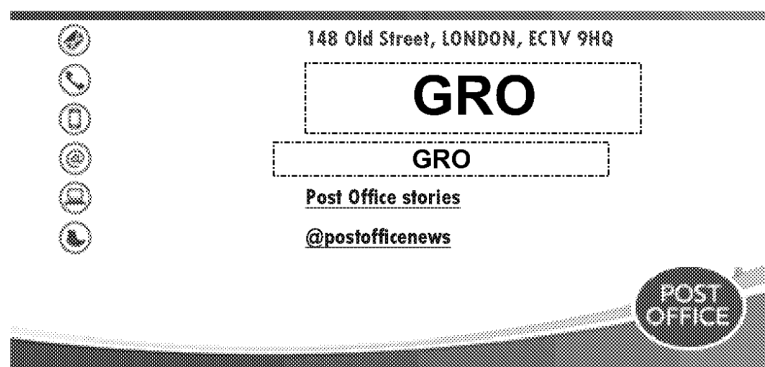 148 Old Street, LONDON, EC1V 9HQ
GRO
GRO
Post Office stories
@postofficenews
POST
OFFICE